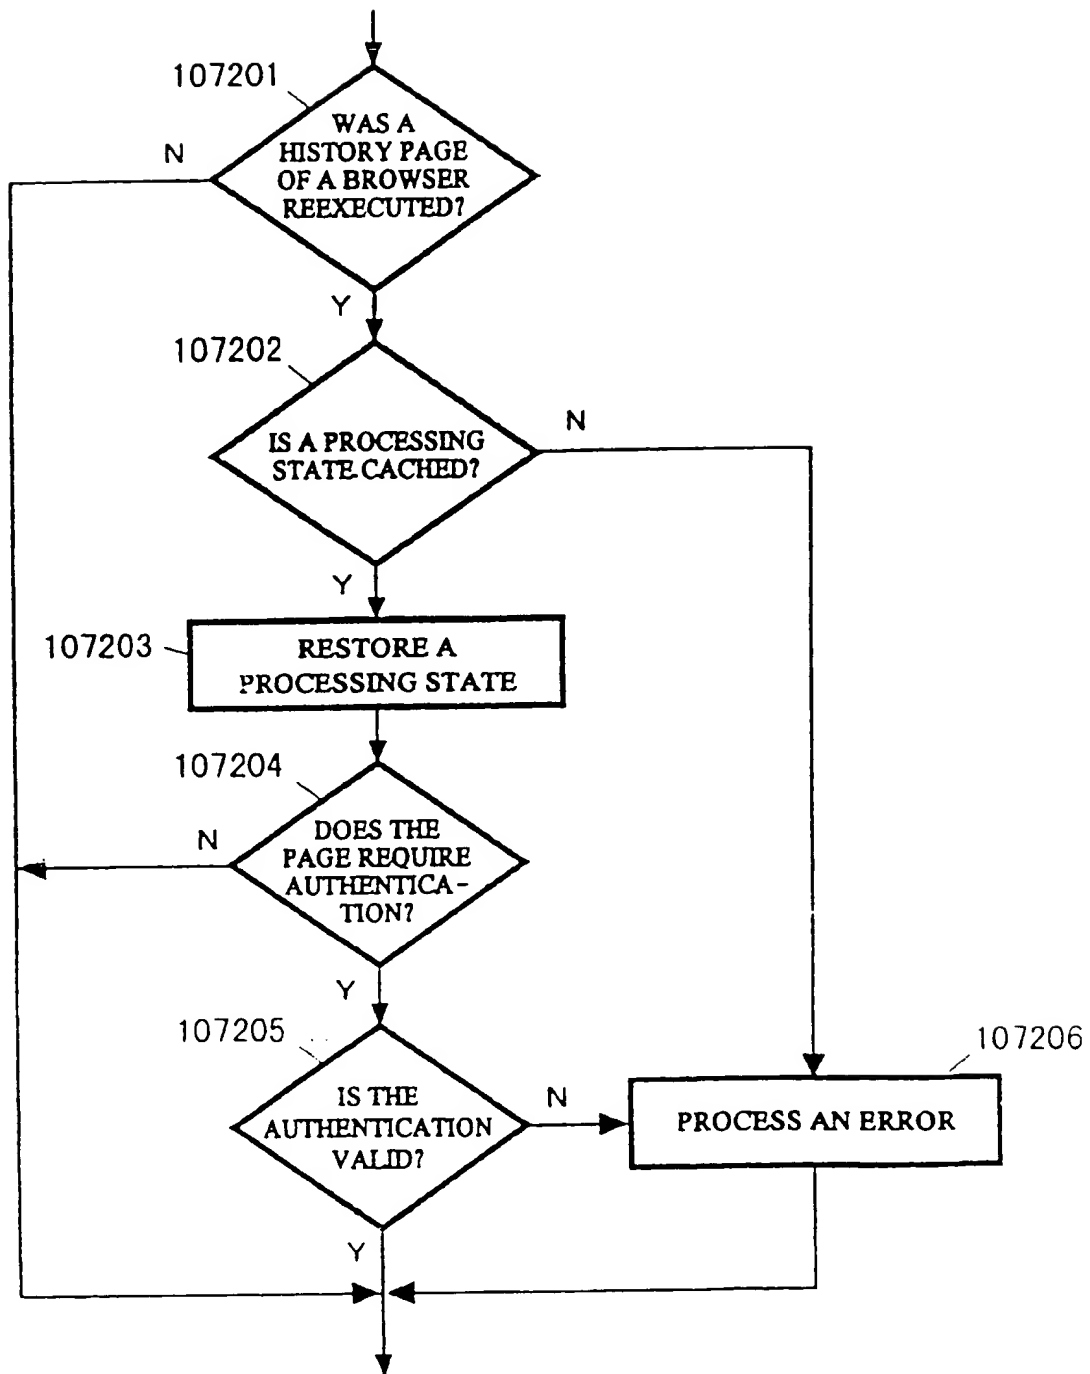 107201
WAS A
HISTORY PAGE
OF A BROWSER
REEXECUTED?
N
Y
107202
IS A PROCESSING
STATE CACHED?
N
Y
107203
RESTORE A
PROCESSING STATE
107204
DOES THE
PAGE REQUIRE
AUTHENTICA-
TION?
N
Y
107205
IS THE
AUTHENTICATION
VALID?
N
Y
107206
PROCESS AN ERROR